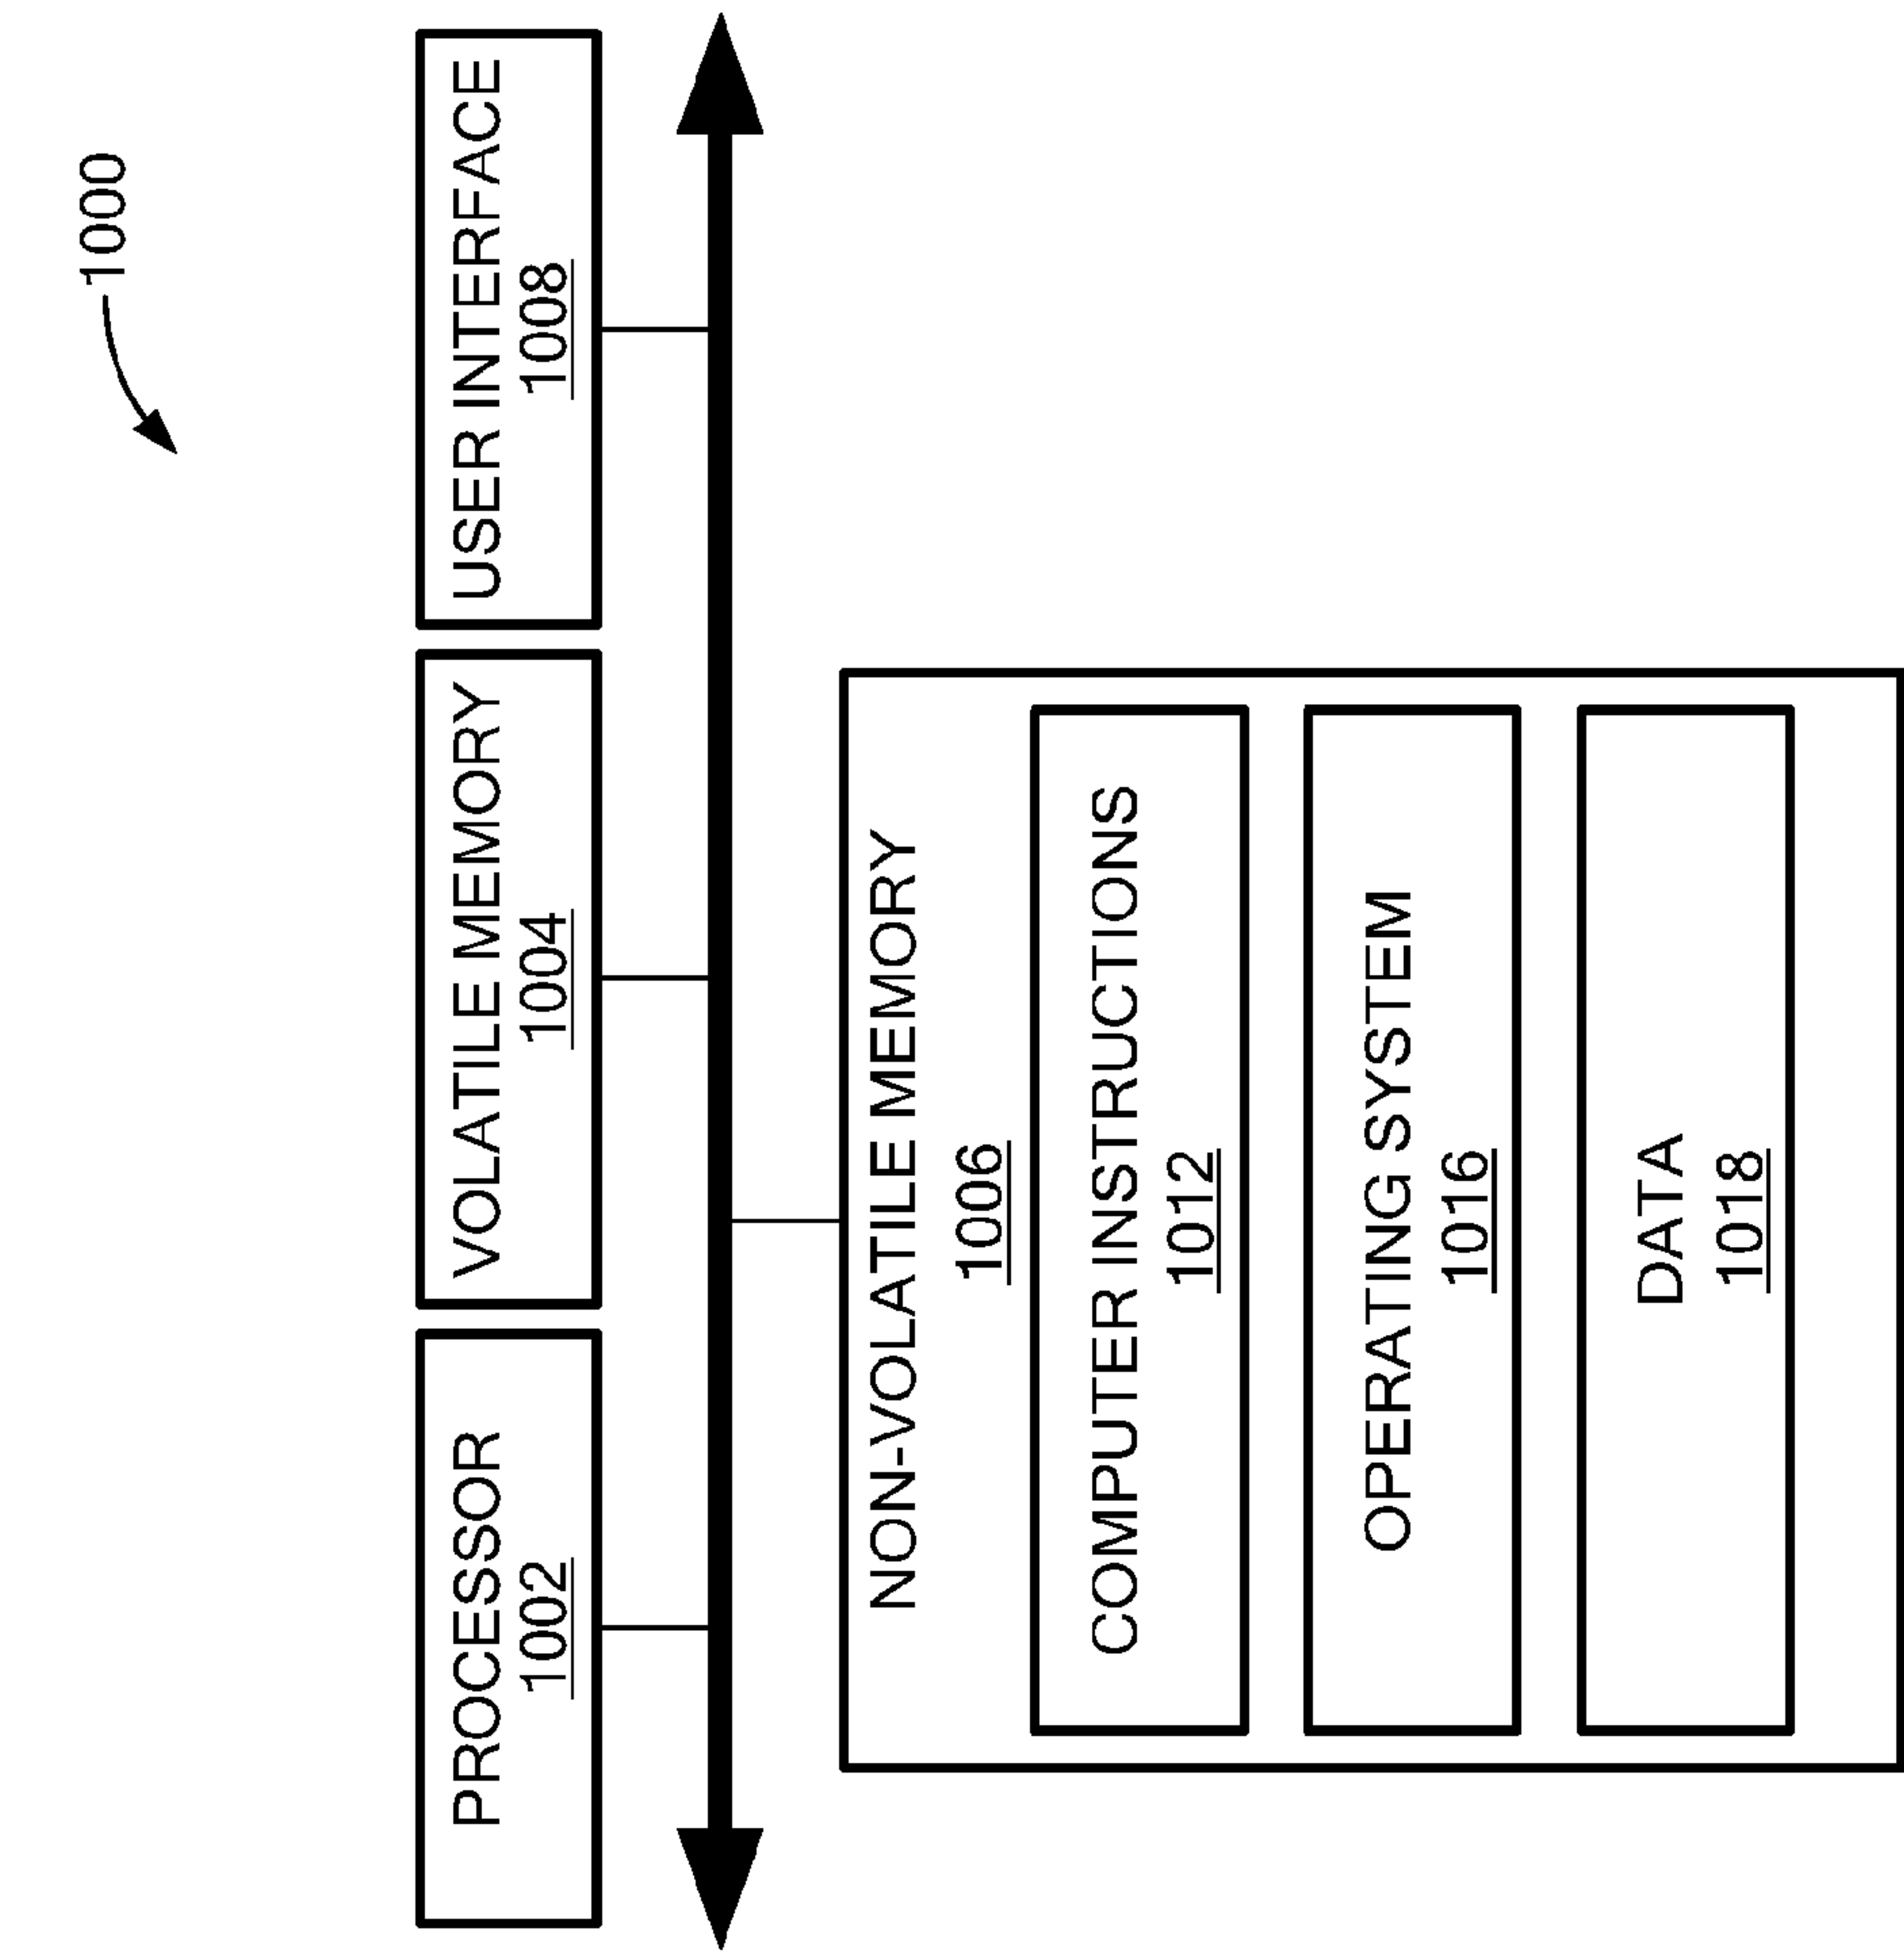 1000
PROCESSOR
1002
VOLATILE MEMORY
1004
USER INTERFACE
1008
NON-VOLATILE MEMORY
1006
COMPUTER INSTRUCTIONS
1012
OPERATING SYSTEM
1016
DATA
1018